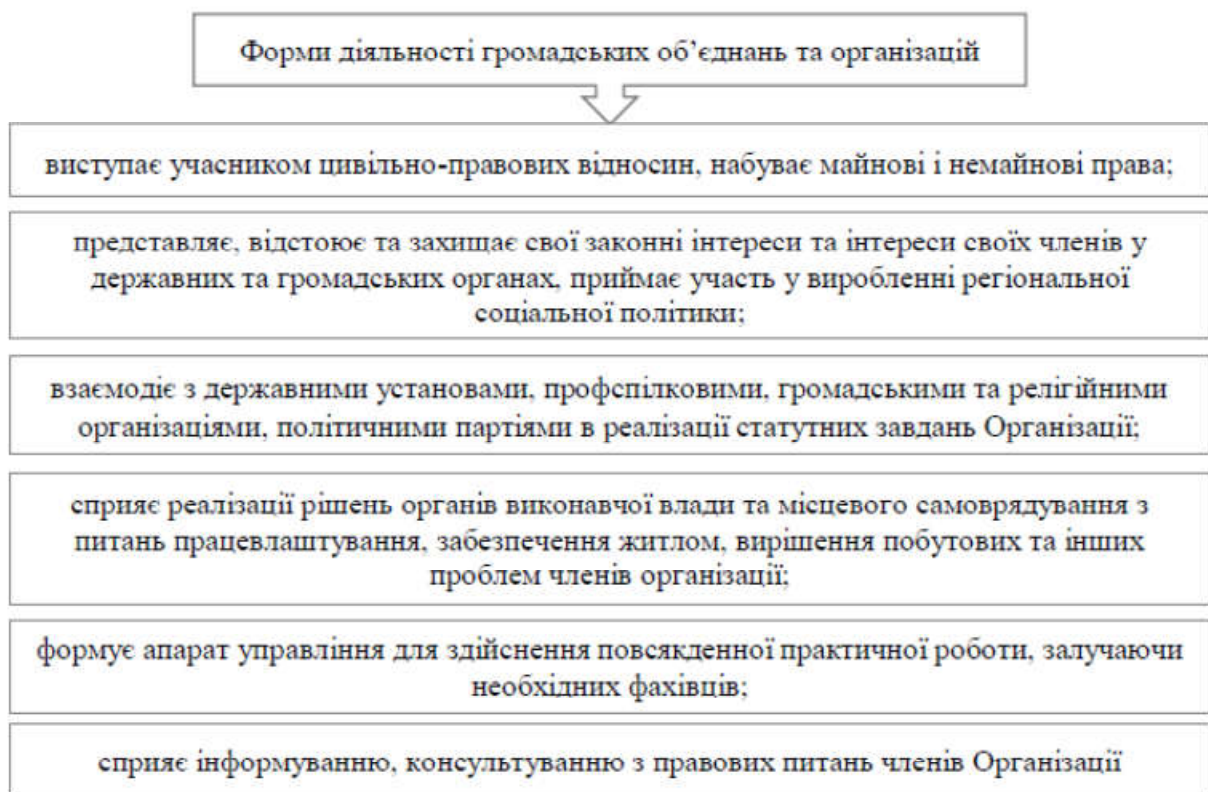 Форми діяльності громадських об’єднань та організацій
виступає учасником цивільно-правових відносин, набуває майнові і немайнові права;
представляє, відстоює та захищає свої законні інтереси та інтереси своїх членів у
державних та громадських органах, приймає участь у виробленні регіональної
соціальної політики;
взаємодіє з державними установами, профспілковими, громадськими та релігійними
організаціями, політичними партіями в реалізації статутних завдань Організації;
сприяє реалізації рішень органів виконавчої влади та місцевого самоврядування з
питань працевлаштування, забезпечення житлом, вирішення побутових та інших
проблем членів організації;
формує апарат управління для здійснення повсякденної практичної роботи, залучаючи
необхідних фахівців;
сприяє інформуванню, консультуванню з правових питань членів Організації